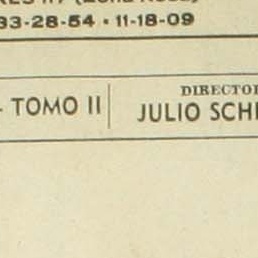 33-28-54 • 11-18-09
TOMO II
DIRECTOR
JULIO SCH